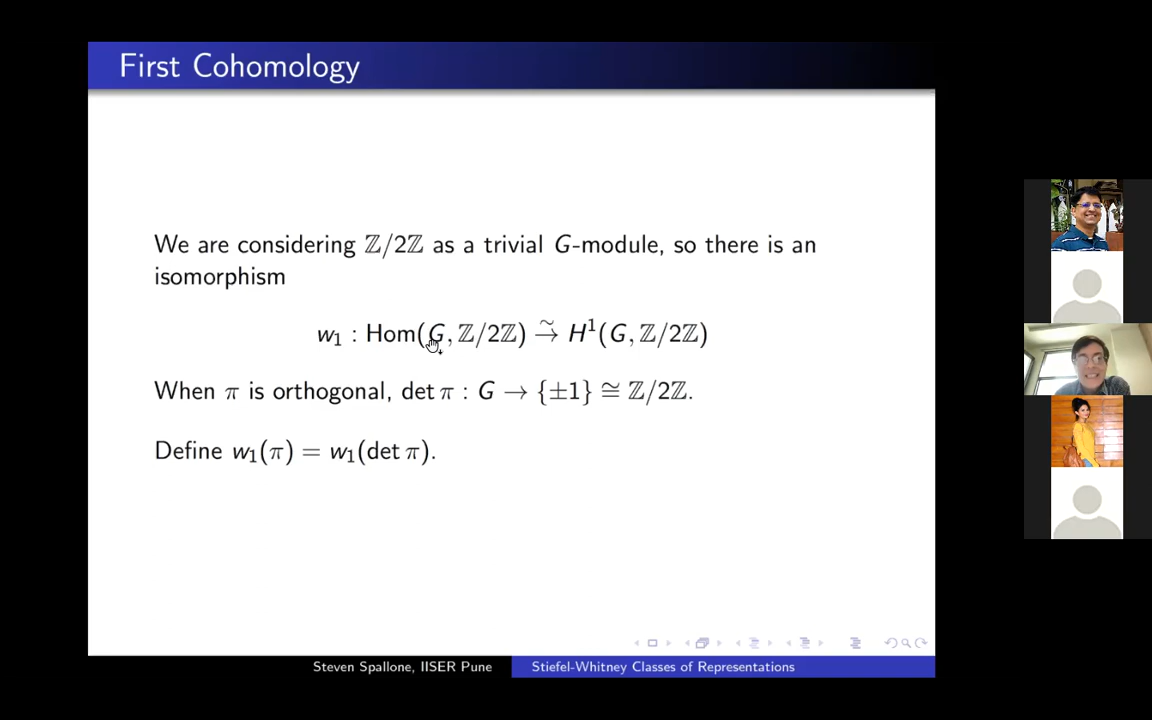 First Cohomology
We are considering ℤ/2ℤ as a trivial G-module, so there is an
isomorphism
w₁ : Hom(G, ℤ/2ℤ) →̃ H¹(G, ℤ/2ℤ)
When π is orthogonal, det π : G → {±1} ≅ ℤ/2ℤ.
Define w₁(π) = w₁(det π).
Steven Spallone, IISER Pune
Stiefel-Whitney Classes of Representations